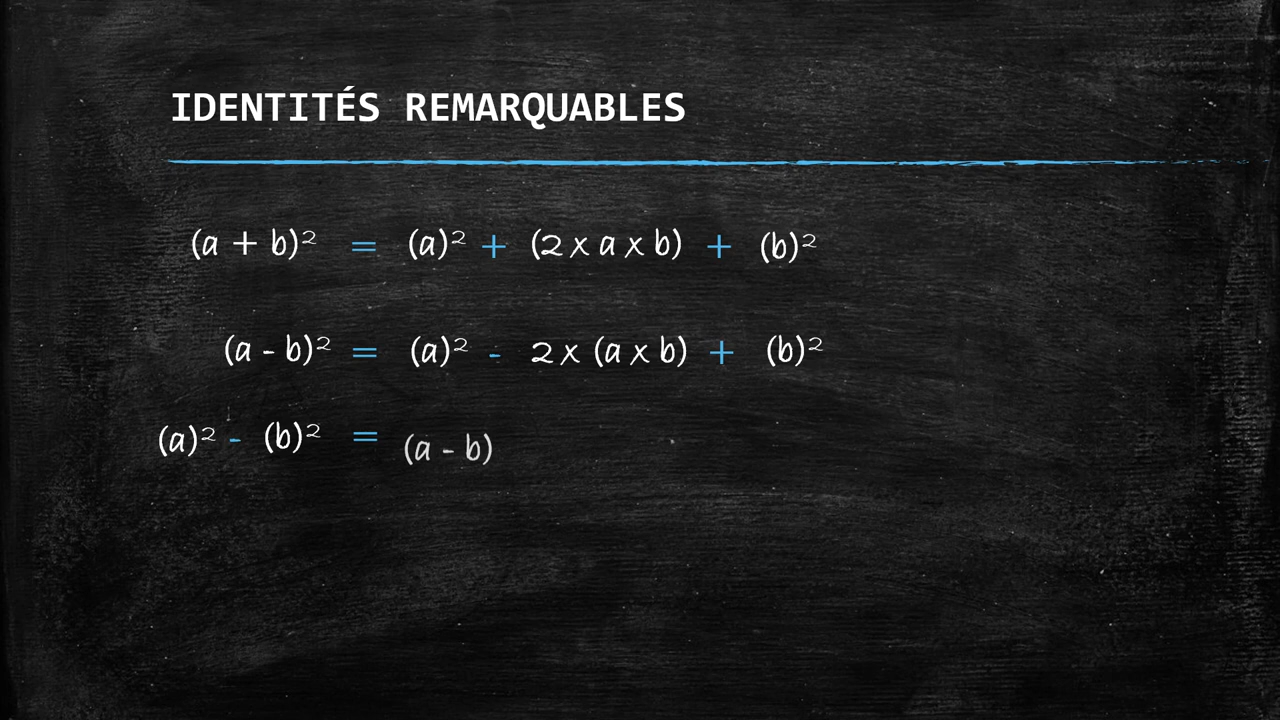 IDENTITÉS REMARQUABLES
(a + b)² = (a)² + (2 x a x b) + (b)²
(a - b)² = (a)² - 2 x (a x b) + (b)²
(a)² - (b)² = (a - b)